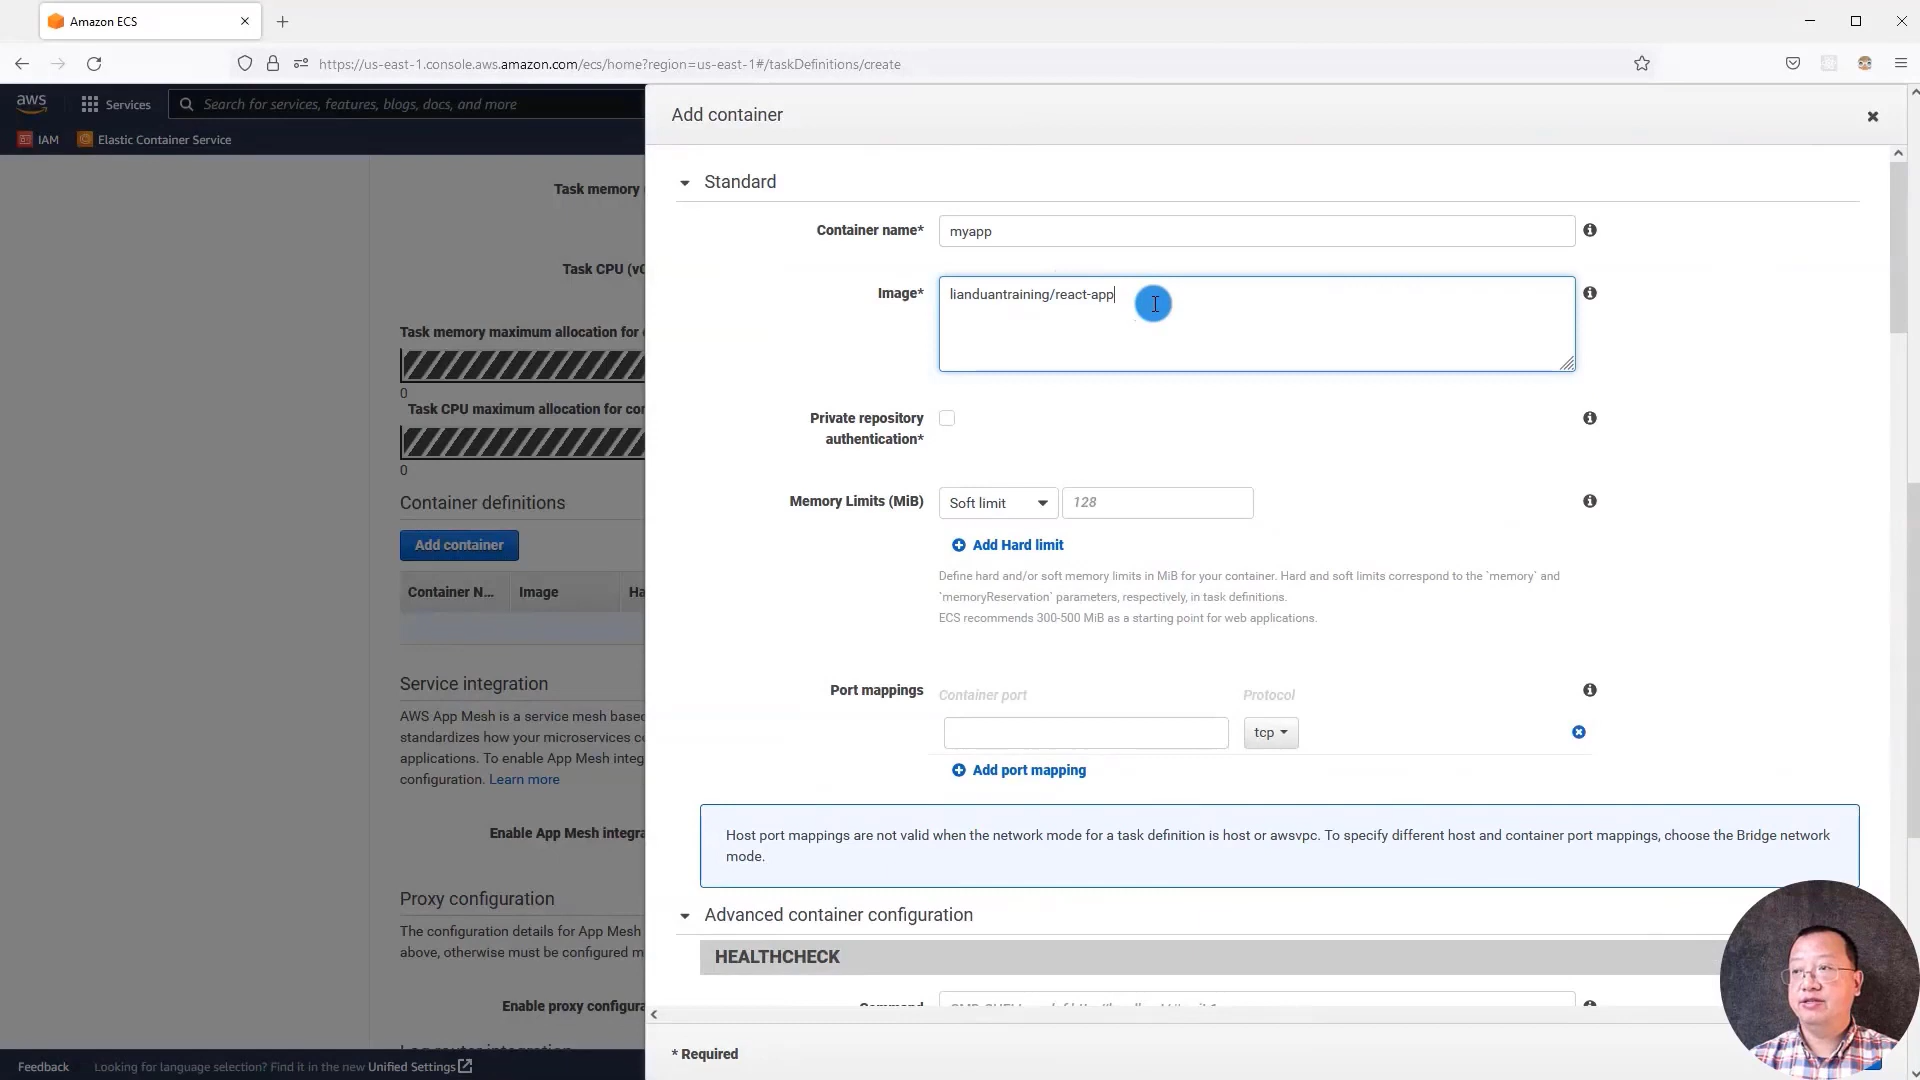 Amazon ECS
https://us-east-1.console.aws.amazon.com/ecs/home?region=us-east-1#/taskDefinitions/create
aws
Services
Search for services, features, blogs, docs, and more
IAM
Elastic Container Service
Task memory
Task CPU
Task memory maximum allocation for
0
Task CPU maximum allocation for
0
Container definitions
Add container
Container N...
Image
Service integration
AWS App Mesh is a service mesh
standardizes how your microservices
applications. To enable App Mesh
configuration. Learn more
Enable App Mesh
Proxy configuration
The configuration details for App Mesh
above, otherwise must be configured
Enable proxy
Add container
Standard
Container name*
myapp
Image*
lianduantraining/react-app
Private repository
authentication*
Memory Limits (MiB)
Soft limit
128
Add Hard limit
Define hard and/or soft memory limits in MiB for your container. Hard and soft limits correspond to the `memory` and
`memoryReservation` parameters, respectively, in task definitions.
ECS recommends 300-500 MiB as a starting point for web applications.
Port mappings
Container port
Protocol
tcp
Add port mapping
Host port mappings are not valid when the network mode for a task definition is host or awsvpc. To specify different host and container port mappings, choose the Bridge network
mode.
Advanced container configuration
HEALTHCHECK
* Required
Feedback
Looking for language selection? Find it in the new Unified Settings